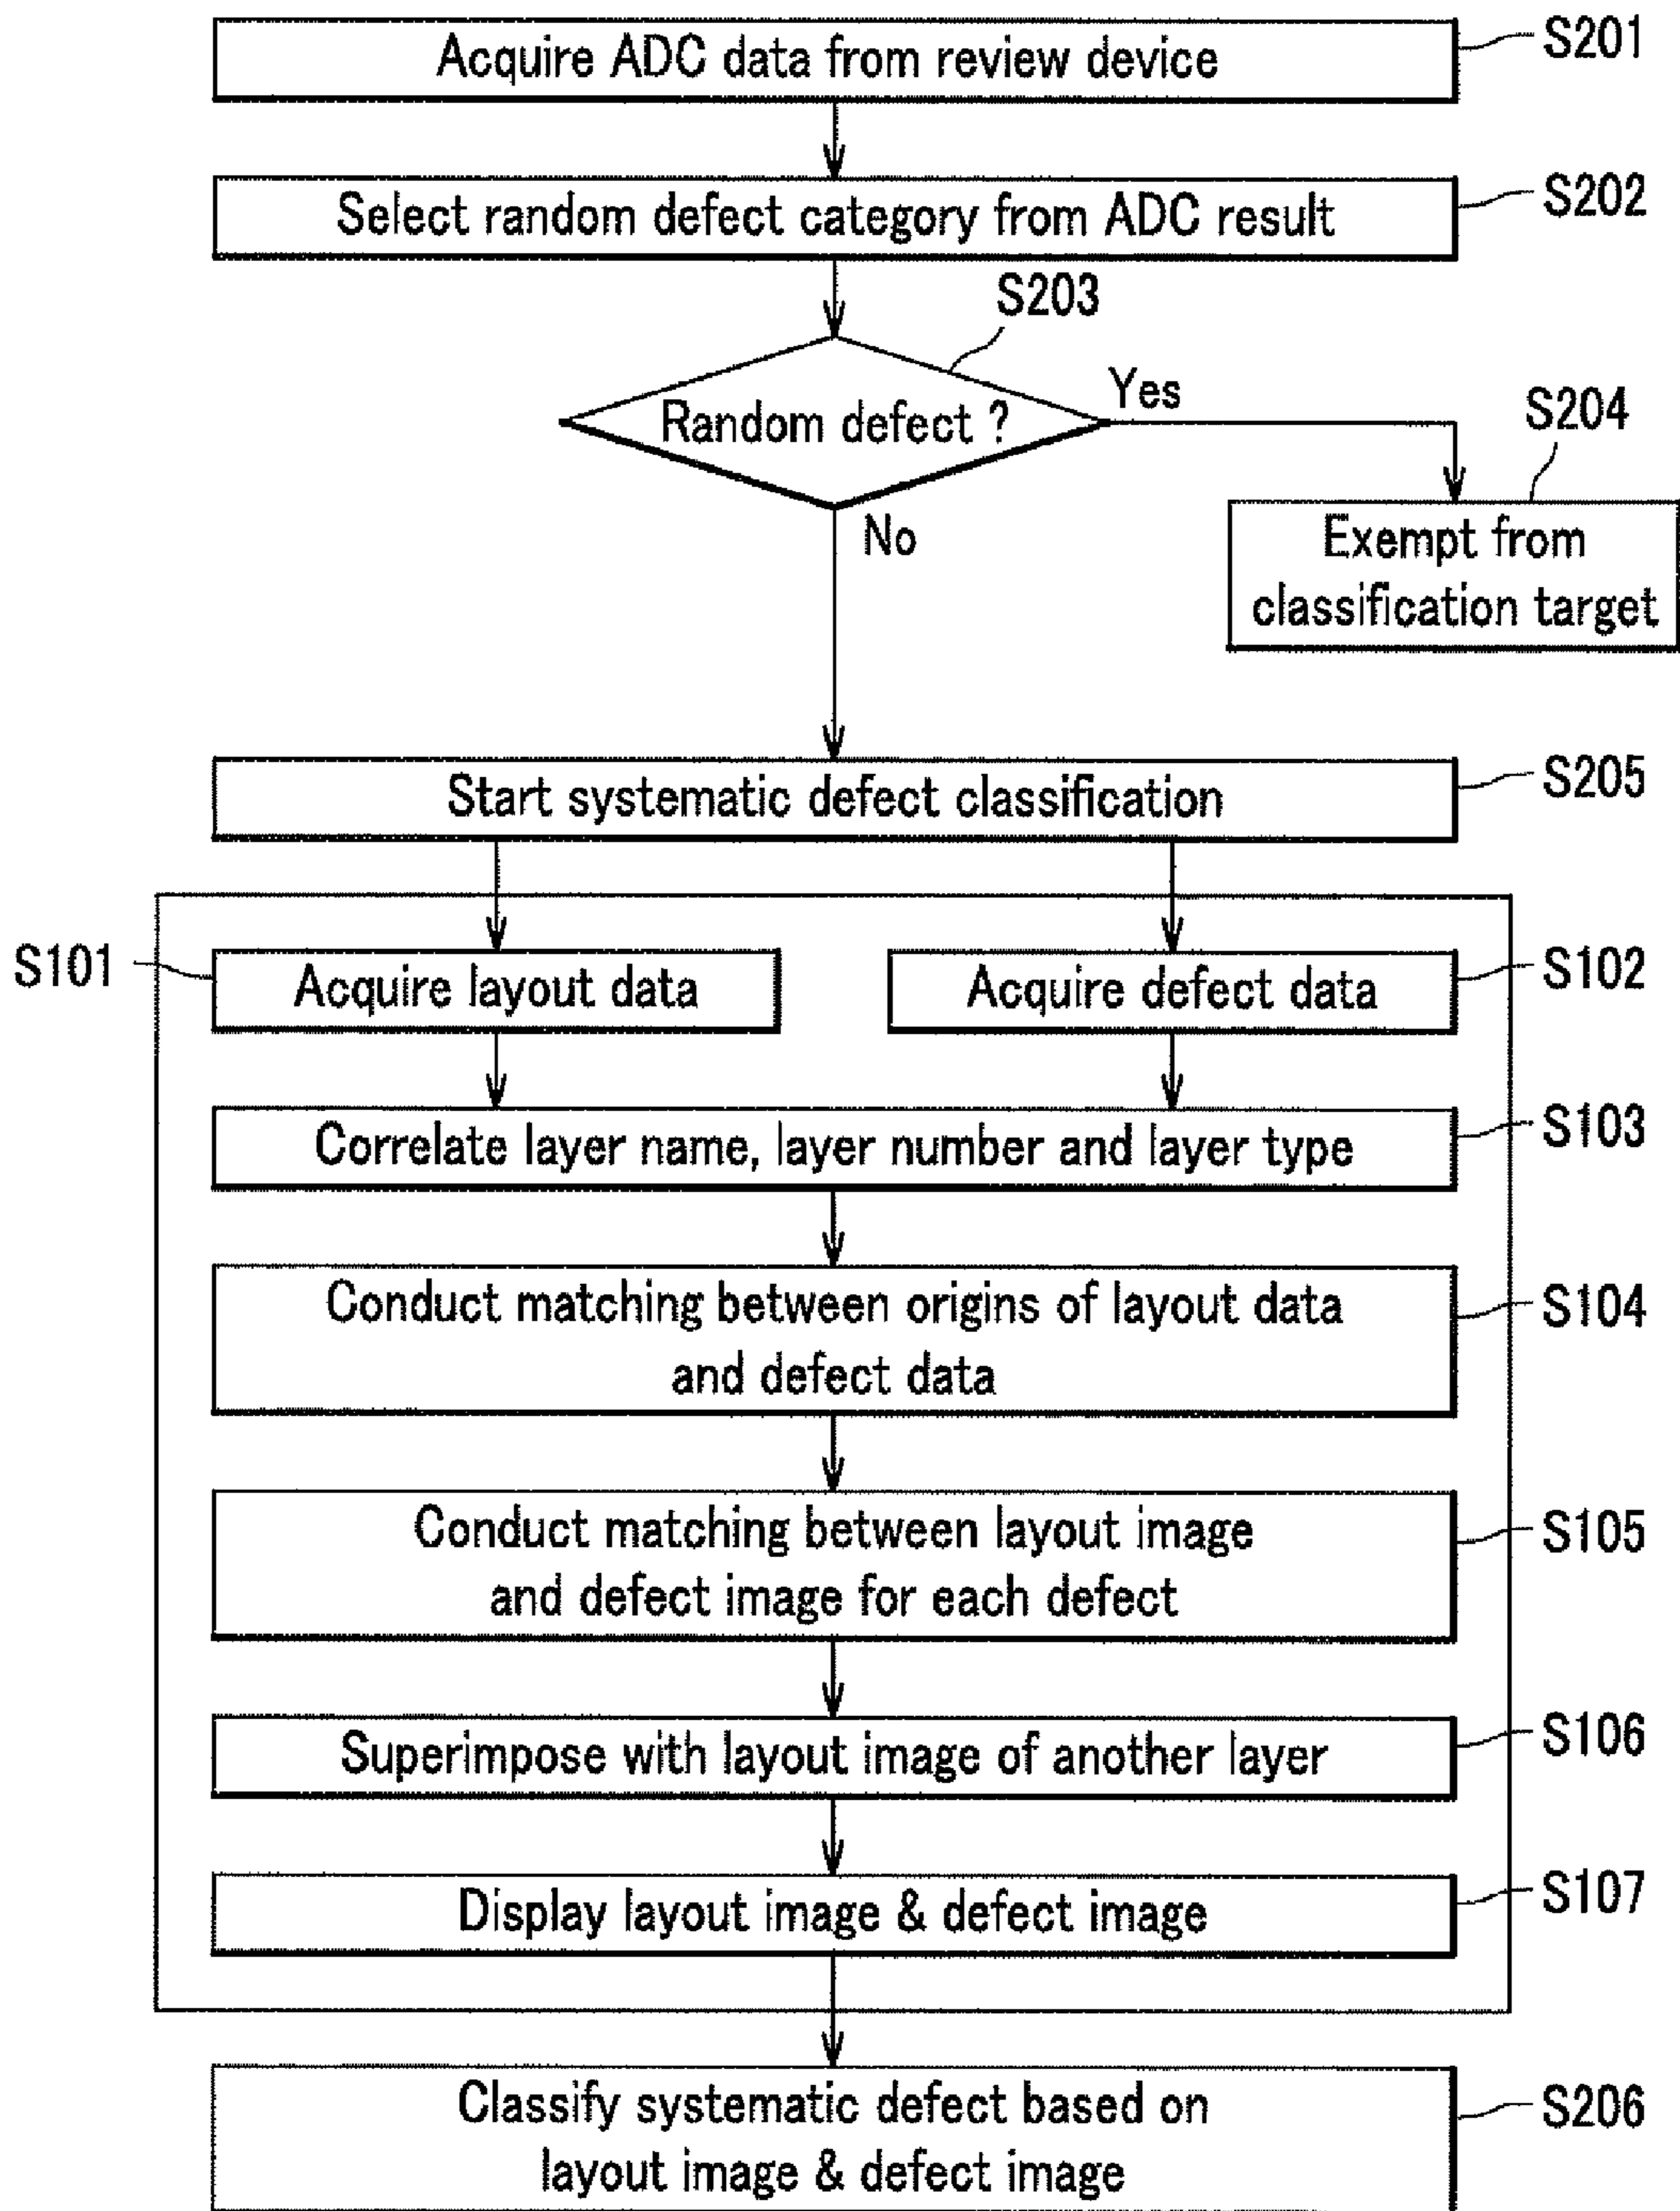 Acquire ADC data from review device
S201
Select random defect category from ADC result
S202
S203
Random defect ?
Yes
No
S204
Exempt from
classification target
Start systematic defect classification
S205
S101
Acquire layout data
Acquire defect data
S102
Correlate layer name, layer number and layer type
S103
Conduct matching between origins of layout data
and defect data
S104
Conduct matching between layout image
and defect image for each defect
S105
Superimpose with layout image of another layer
S106
Display layout image & defect image
S107
Classify systematic defect based on
layout image & defect image
S206